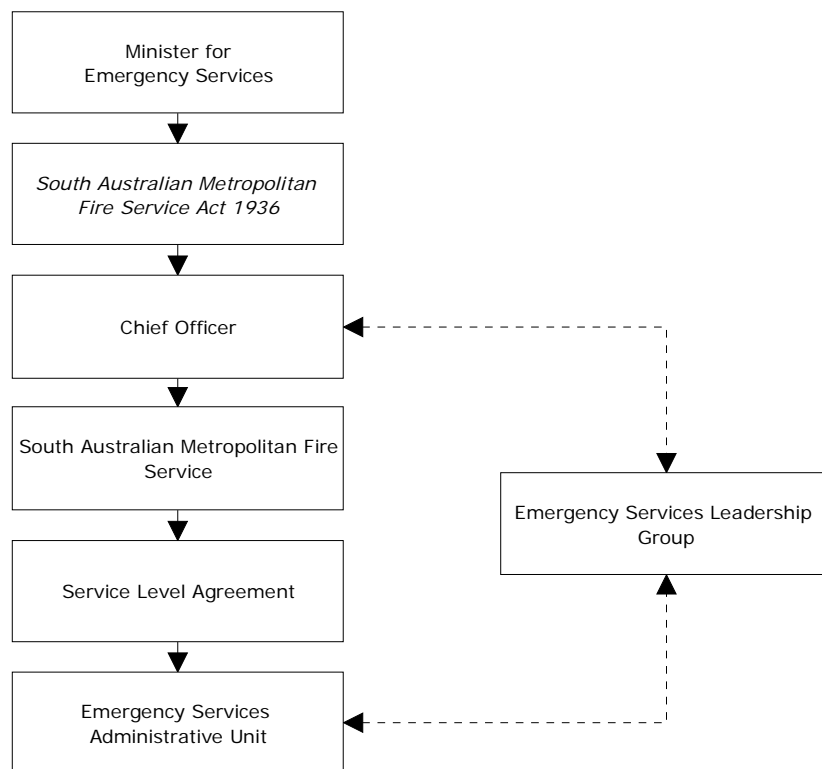 Minister for
Emergency Services
South Australian Metropolitan
Fire Service Act 1936
Chief Officer
South Australian Metropolitan Fire
Service
Emergency Services Leadership
Group
Service Level Agreement
Emergency Services
Administrative Unit